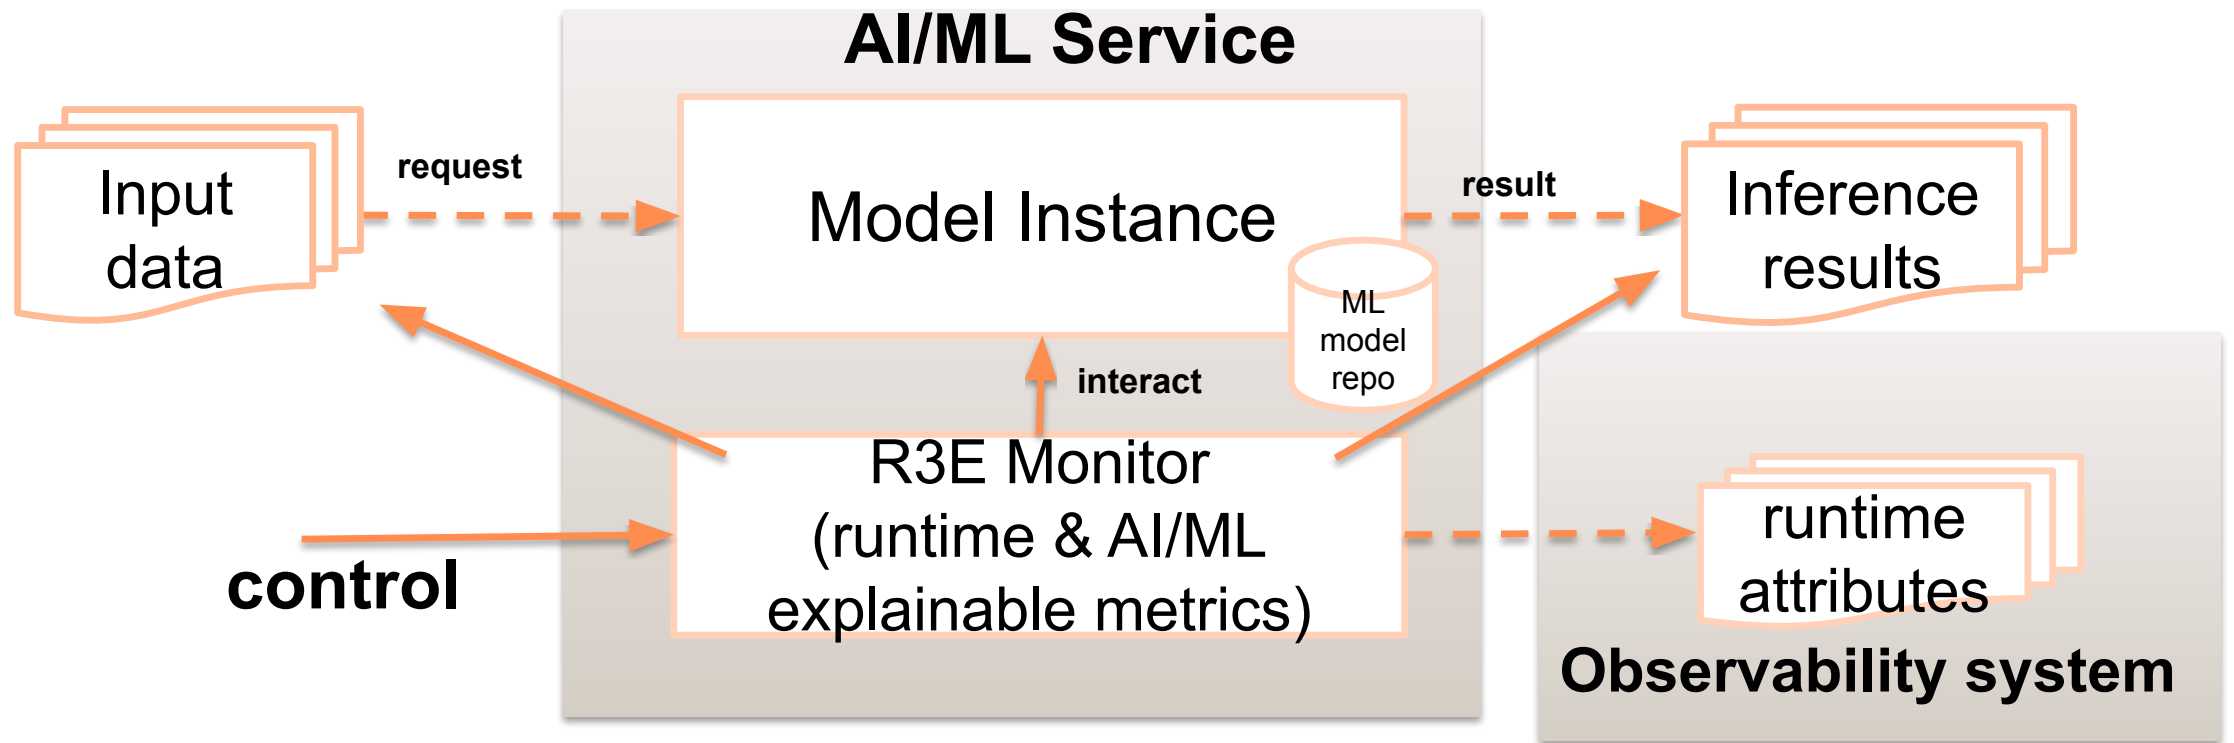 AI/ML Service
Input
data
request
Model Instance
result
Inference
results
ML
model
repo
interact
R3E Monitor
(runtime & AI/ML
explainable metrics)
control
runtime
attributes
Observability system